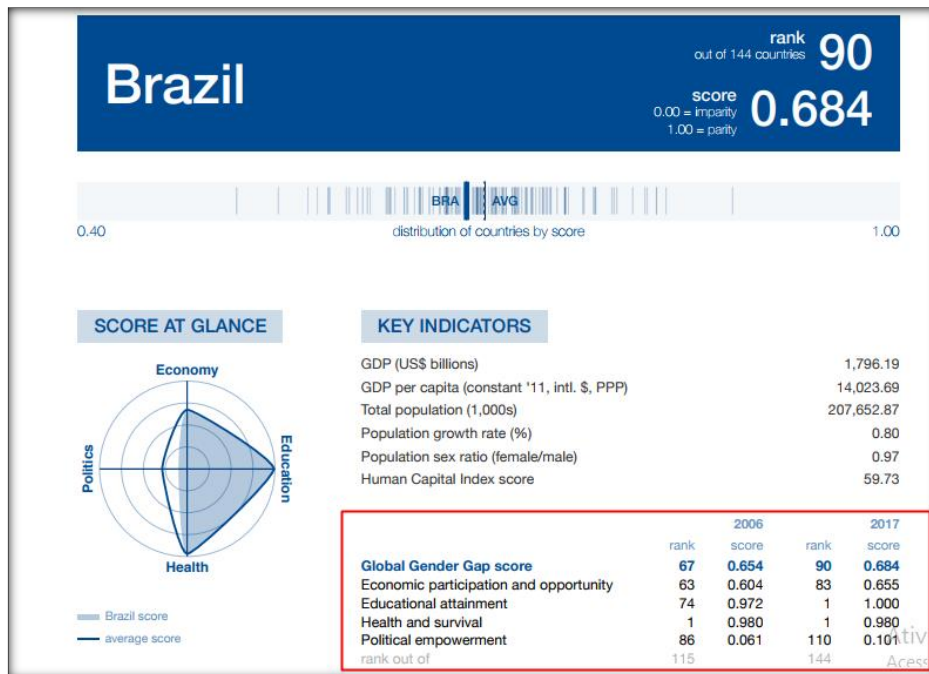 Brazil
rank
out of 144 countries
90
score
0.00 = imparity
1.00 = parity
0.684
BRA AVG
0.40 distribution of countries by score 1.00
SCORE AT GLANCE
Economy
Education
Politics
Health
Brazil score
average score
KEY INDICATORS
GDP (US$ billions) 1,796.19
GDP per capita (constant '11, intl. $, PPP) 14,023.69
Total population (1,000s) 207,652.87
Population growth rate (%) 0.80
Population sex ratio (female/male) 0.97
Human Capital Index score 59.73
2006 2017
rank score rank score
Global Gender Gap score 67 0.654 90 0.684
Economic participation and opportunity 63 0.604 83 0.655
Educational attainment 74 0.972 1 1.000
Health and survival 1 0.980 1 0.980
Political empowerment 86 0.061 110 0.101
rank out of 115 144
Ativ
Aces